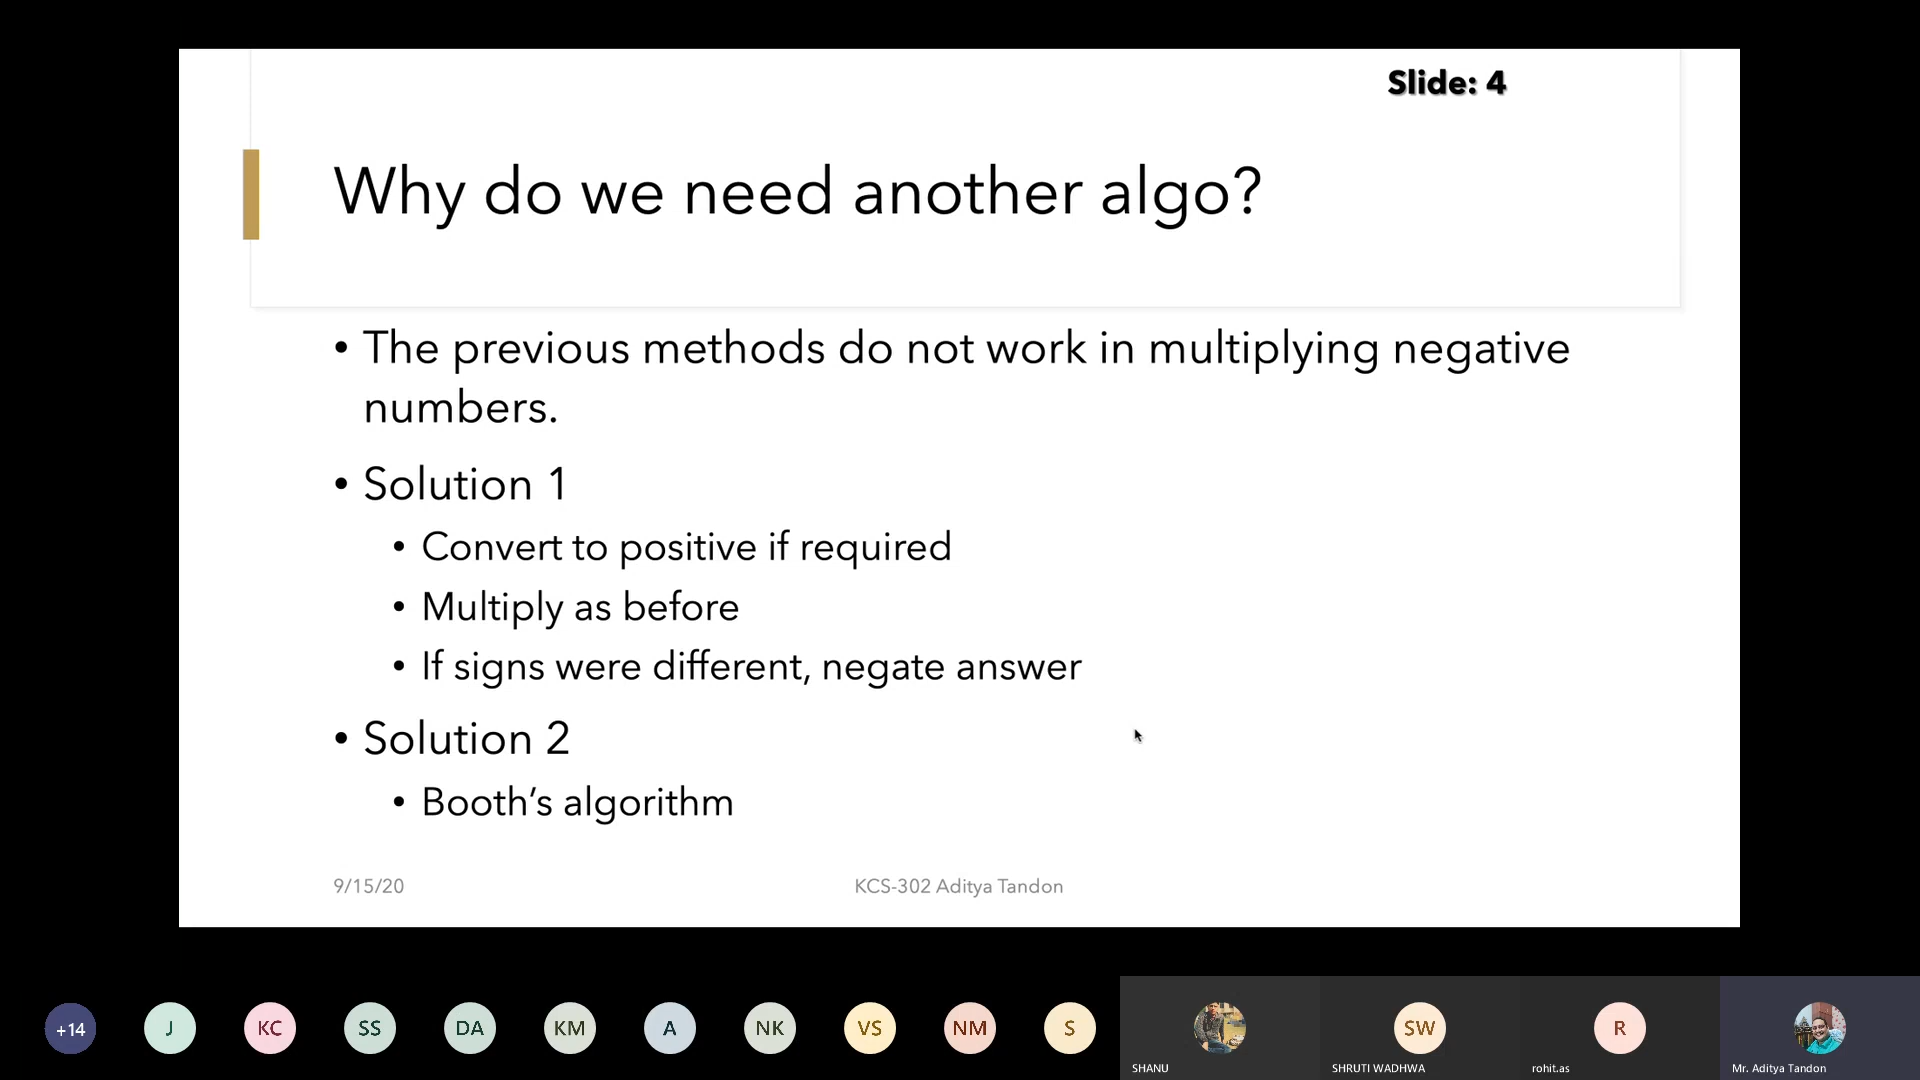 Slide: 4
Why do we need another algo?
• The previous methods do not work in multiplying negative
numbers.
• Solution 1
• Convert to positive if required
• Multiply as before
• If signs were different, negate answer
• Solution 2
• Booth’s algorithm
9/15/20
KCS-302 Aditya Tandon
+14
J
KC
SS
DA
KM
A
NK
VS
NM
S
SHANU
SW
SHRUTI WADHWA
R
rohit.as
Mr. Aditya Tandon